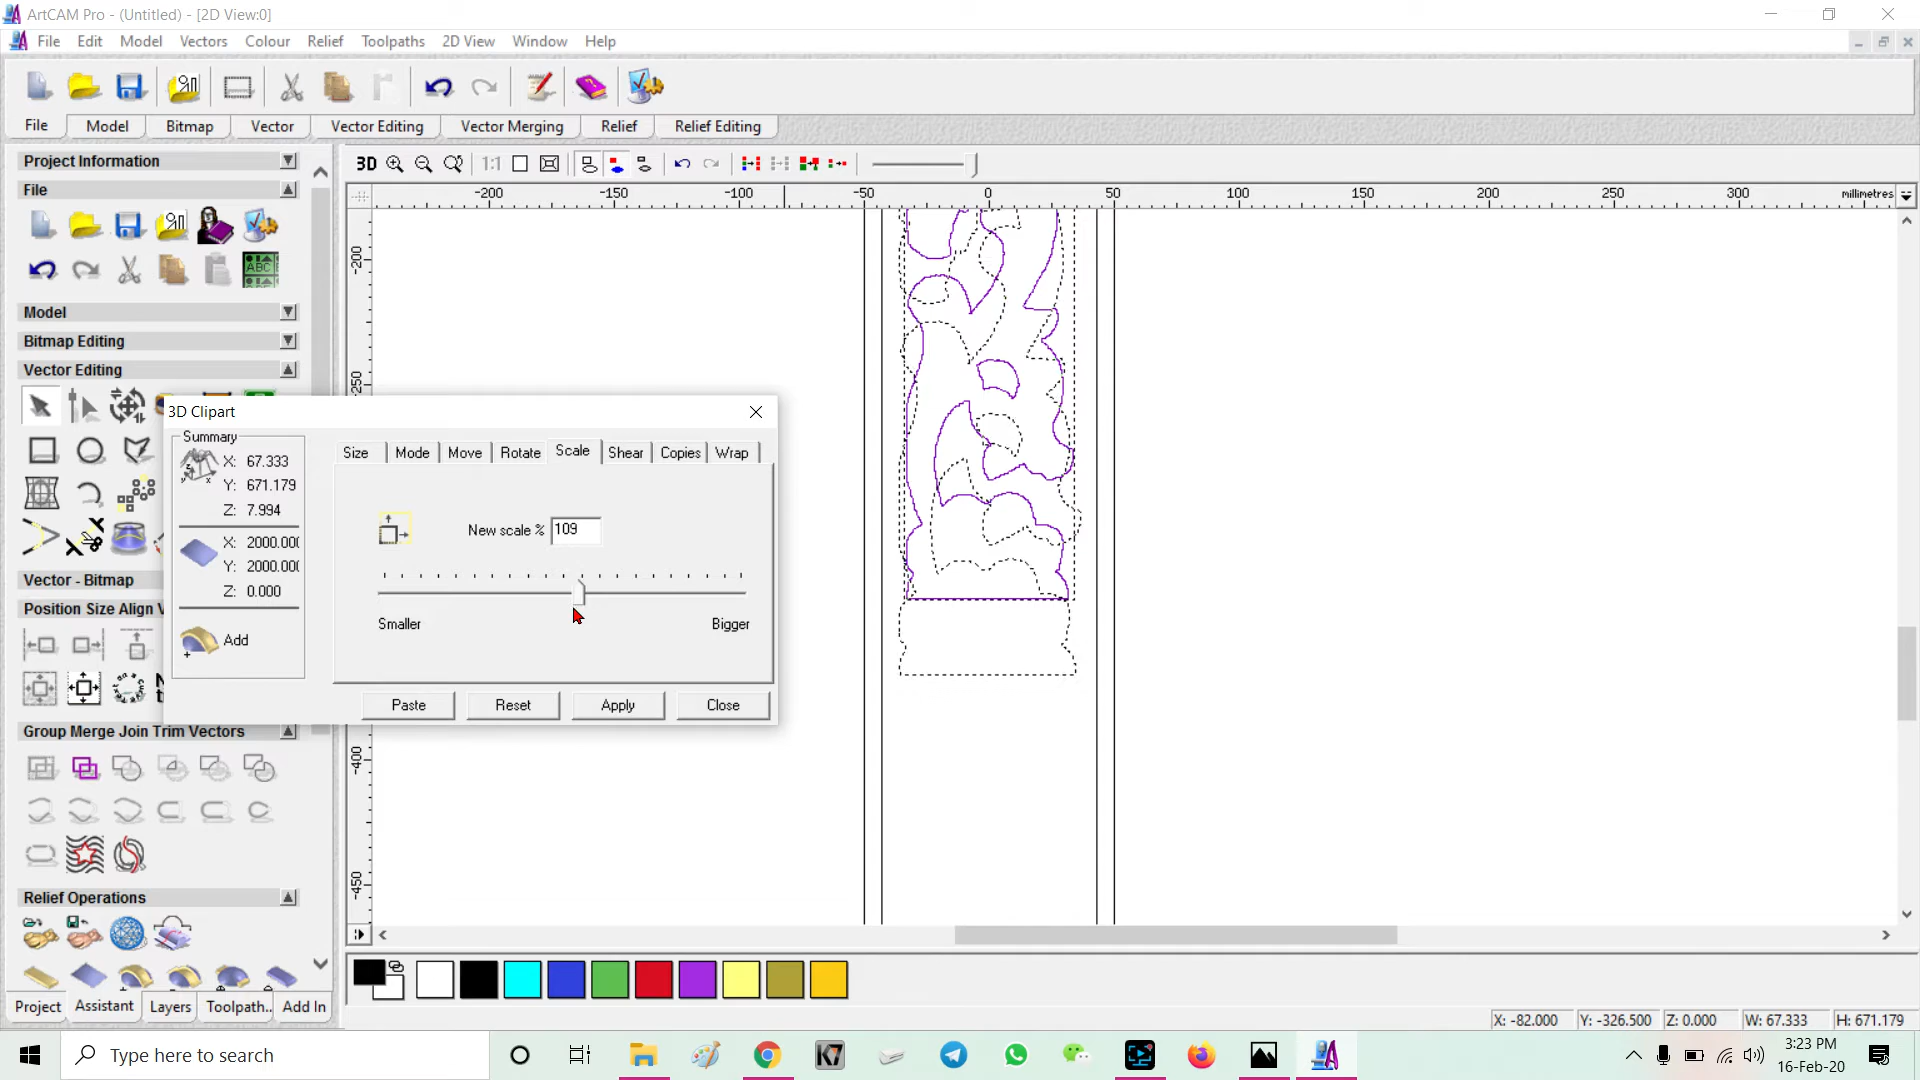 ArtCAM Pro - (Untitled) - [2D View:0]
File Edit Model Vectors Colour Relief Toolpaths 2D View Window Help
File Model Bitmap Vector Vector Editing Vector Merging Relief Relief Editing
Project Information
File
Model
Bitmap Editing
Vector Editing
3D 1:1
-200 -150 -100 -50 0 50 100 150 200 250 300 millimetres
-200
-250
-400
-450
3D Clipart
Summary
X: 67.333
Y: 671.179
Z: 7.994
X: 2000.00
Y: 2000.00
Z: 0.000
Add
Size Mode Move Rotate Scale Shear Copies Wrap
New scale % 109
Smaller Bigger
Paste Reset Apply Close
Vector - Bitmap
Position Size Align V
Group Merge Join Trim Vectors
Relief Operations
Project Assistant Layers Toolpath.. Add In
X: -82.000 Y: -326.500 Z: 0.000 W: 67.333 H: 671.179
Type here to search
3:23 PM
16-Feb-20